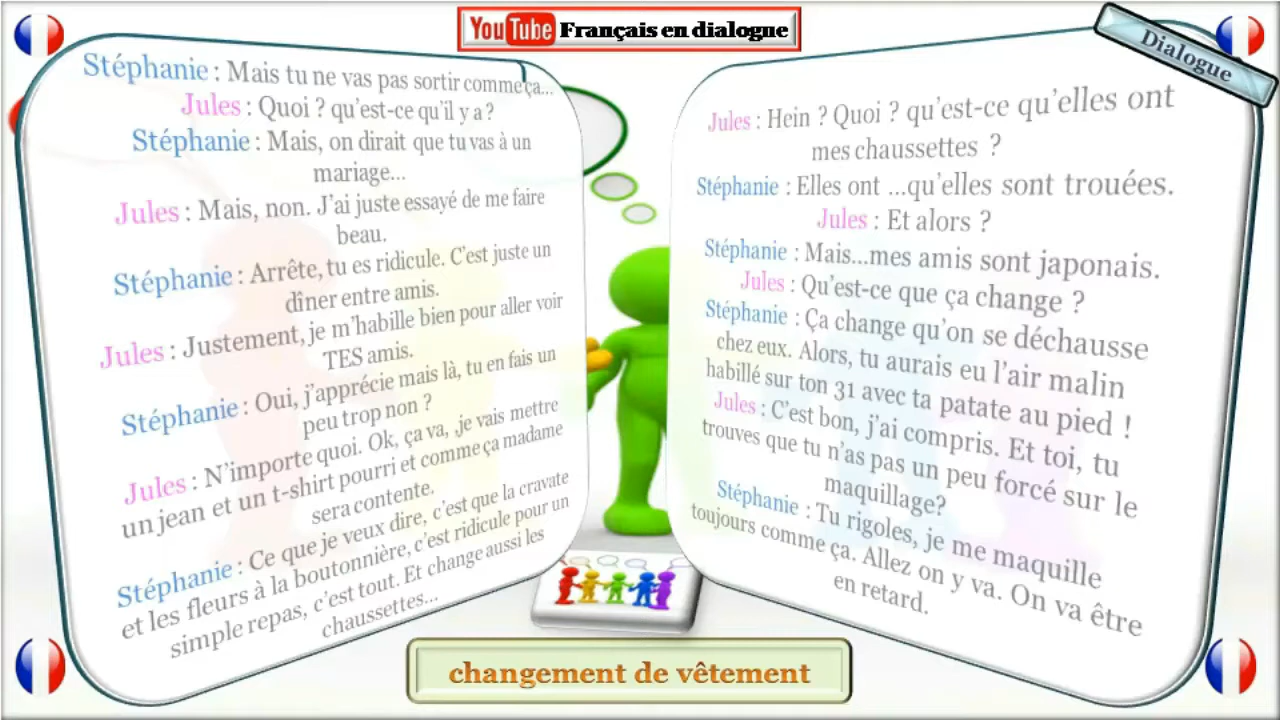 YouTube Français en dialogue
Dialogue
Stéphanie : Mais tu ne vas pas sortir comme ça...
Jules : Quoi ? qu'est-ce qu'il y a ?
Stéphanie : Mais, on dirait que tu vas à un
mariage...
Jules : Mais, non. J'ai juste essayé de me faire
beau.
Stéphanie : Arrête, tu es ridicule. C'est juste un
dîner entre amis.
Jules : Justement, je m'habille bien pour aller voir
TES amis.
Stéphanie : Oui, j'apprécie mais là, tu en fais un
peu trop non ?
Jules : N'importe quoi. Ok, ça va, je vais mettre
un jean et un t-shirt pourri et comme ça madame
sera contente.
Stéphanie : Ce que je veux dire, c'est que la cravate
et les fleurs à la boutonnière, c'est ridicule pour un
simple repas, c'est tout. Et change aussi les
chaussettes...
Jules : Hein ? Quoi ? qu'est-ce qu'elles ont
mes chaussettes ?
Stéphanie : Elles ont ...qu'elles sont trouées.
Jules : Et alors ?
Stéphanie : Mais...mes amis sont japonais.
Jules : Qu'est-ce que ça change ?
Stéphanie : Ça change qu'on se déchausse
chez eux. Alors, tu aurais eu l'air malin
habillé sur ton 31 avec ta patate au pied !
Jules : C'est bon, j'ai compris. Et toi, tu
trouves que tu n'as pas un peu forcé sur le
maquillage?
Stéphanie : Tu rigoles, je me maquille
toujours comme ça. Allez on y va. On va être
en retard.
changement de vêtement